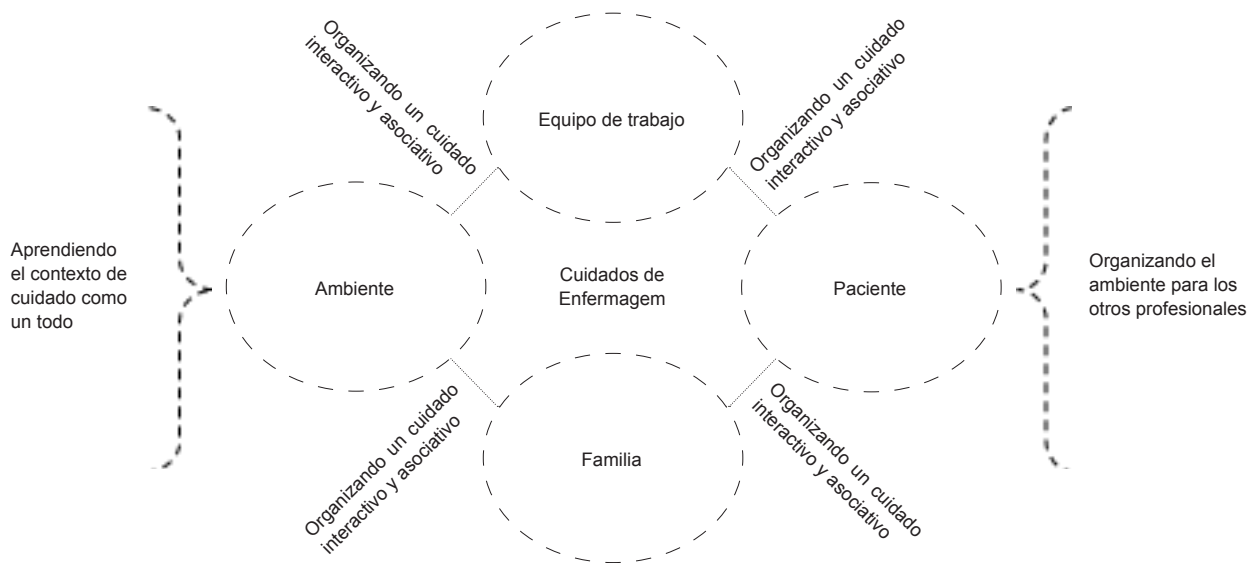 Organizando un cuidado
interactivo y asociativo
Equipo de trabajo
Organizando un cuidado
interactivo y asociativo
Aprendiendo
el contexto de
cuidado como
un todo
Ambiente
Cuidados de
Enfermagem
Paciente
Organizando el
ambiente para los
otros profesionales
Organizando un cuidado
interactivo y asociativo
Familia
Organizando un cuidado
interactivo y asociativo